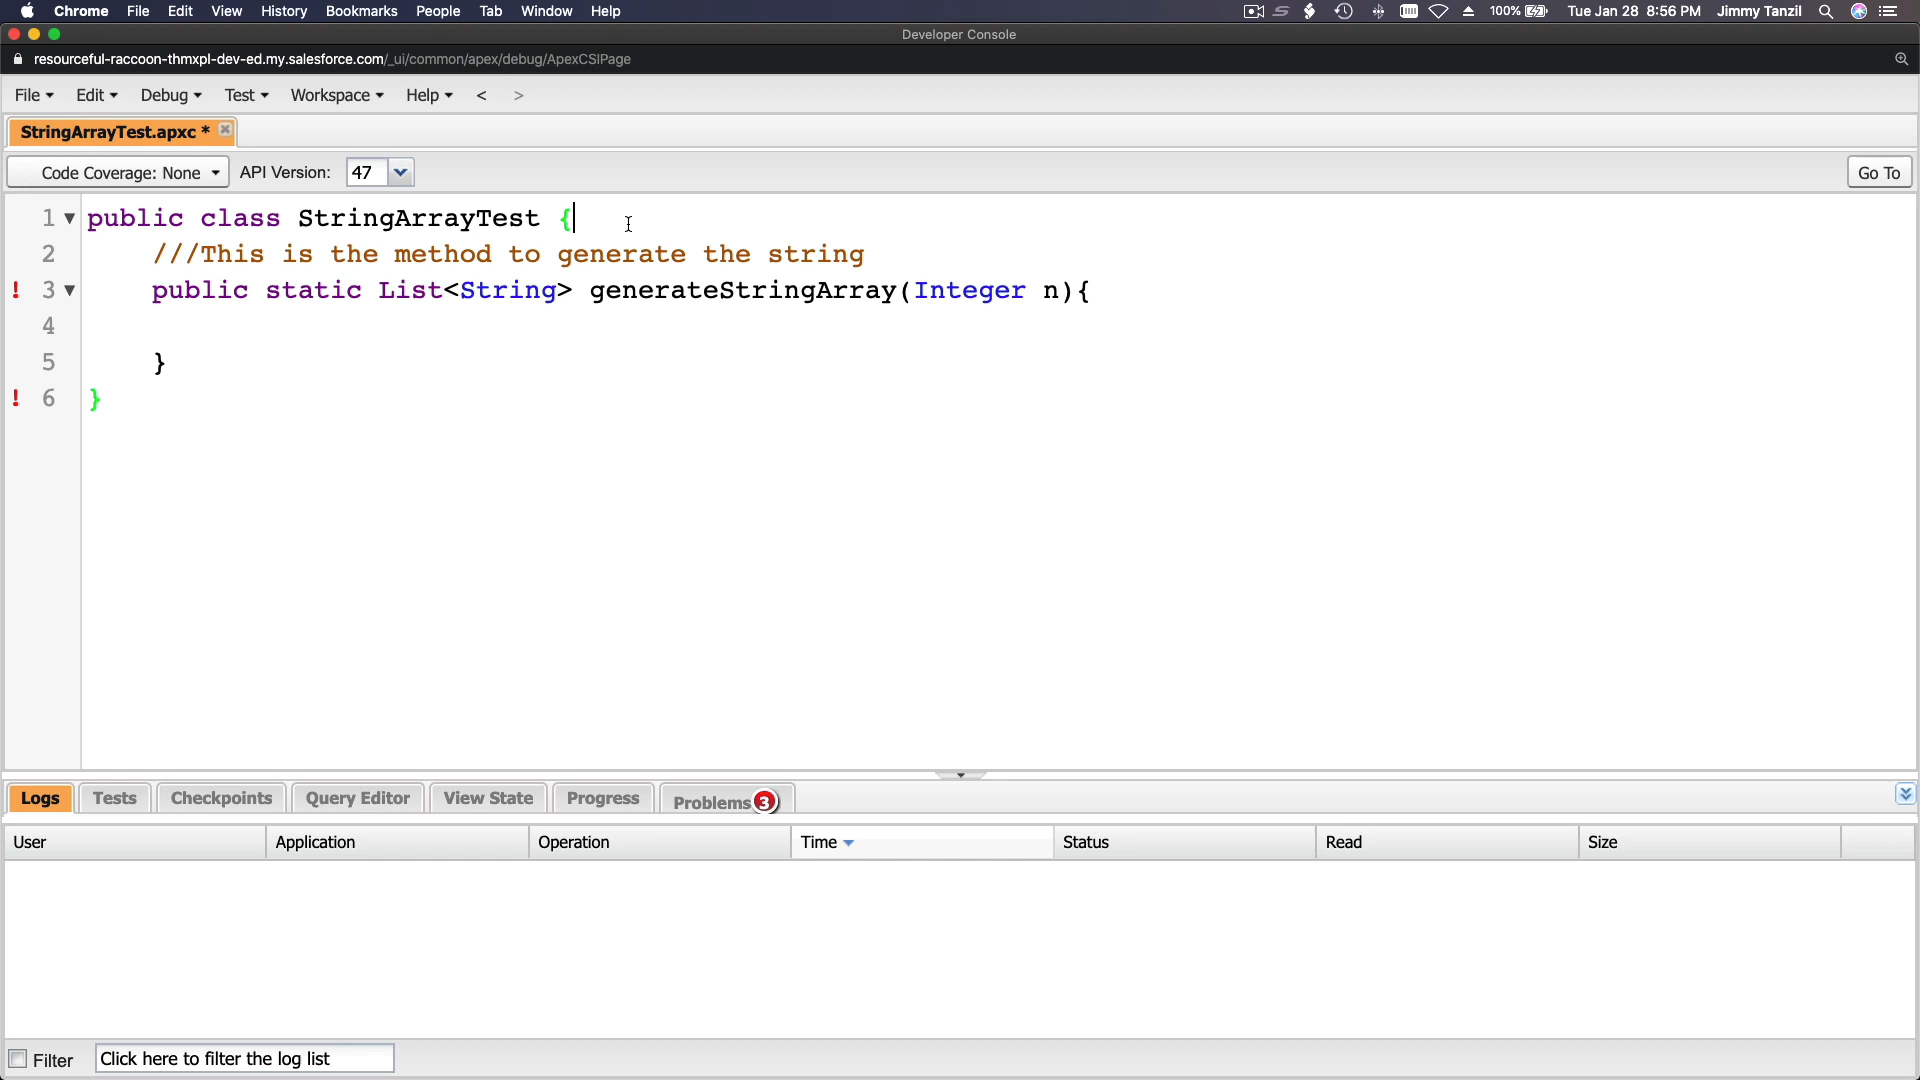 Chrome File Edit View History Bookmarks People Tab Window Help 100% Tue Jan 28 8:56 PM Jimmy Tanzil
Developer Console
resourceful-raccoon-thmxpl-dev-ed.my.salesforce.com/_ui/common/apex/debug/ApexCSIPage
File Edit Debug Test Workspace Help < >
StringArrayTest.apxc *
Code Coverage: None API Version: 47 Go To
1 public class StringArrayTest {
2 ///This is the method to generate the string
! 3 public static List<String> generateStringArray(Integer n){
4
5 }
! 6 }
Logs Tests Checkpoints Query Editor View State Progress Problems 3
User Application Operation Time Status Read Size
Filter Click here to filter the log list